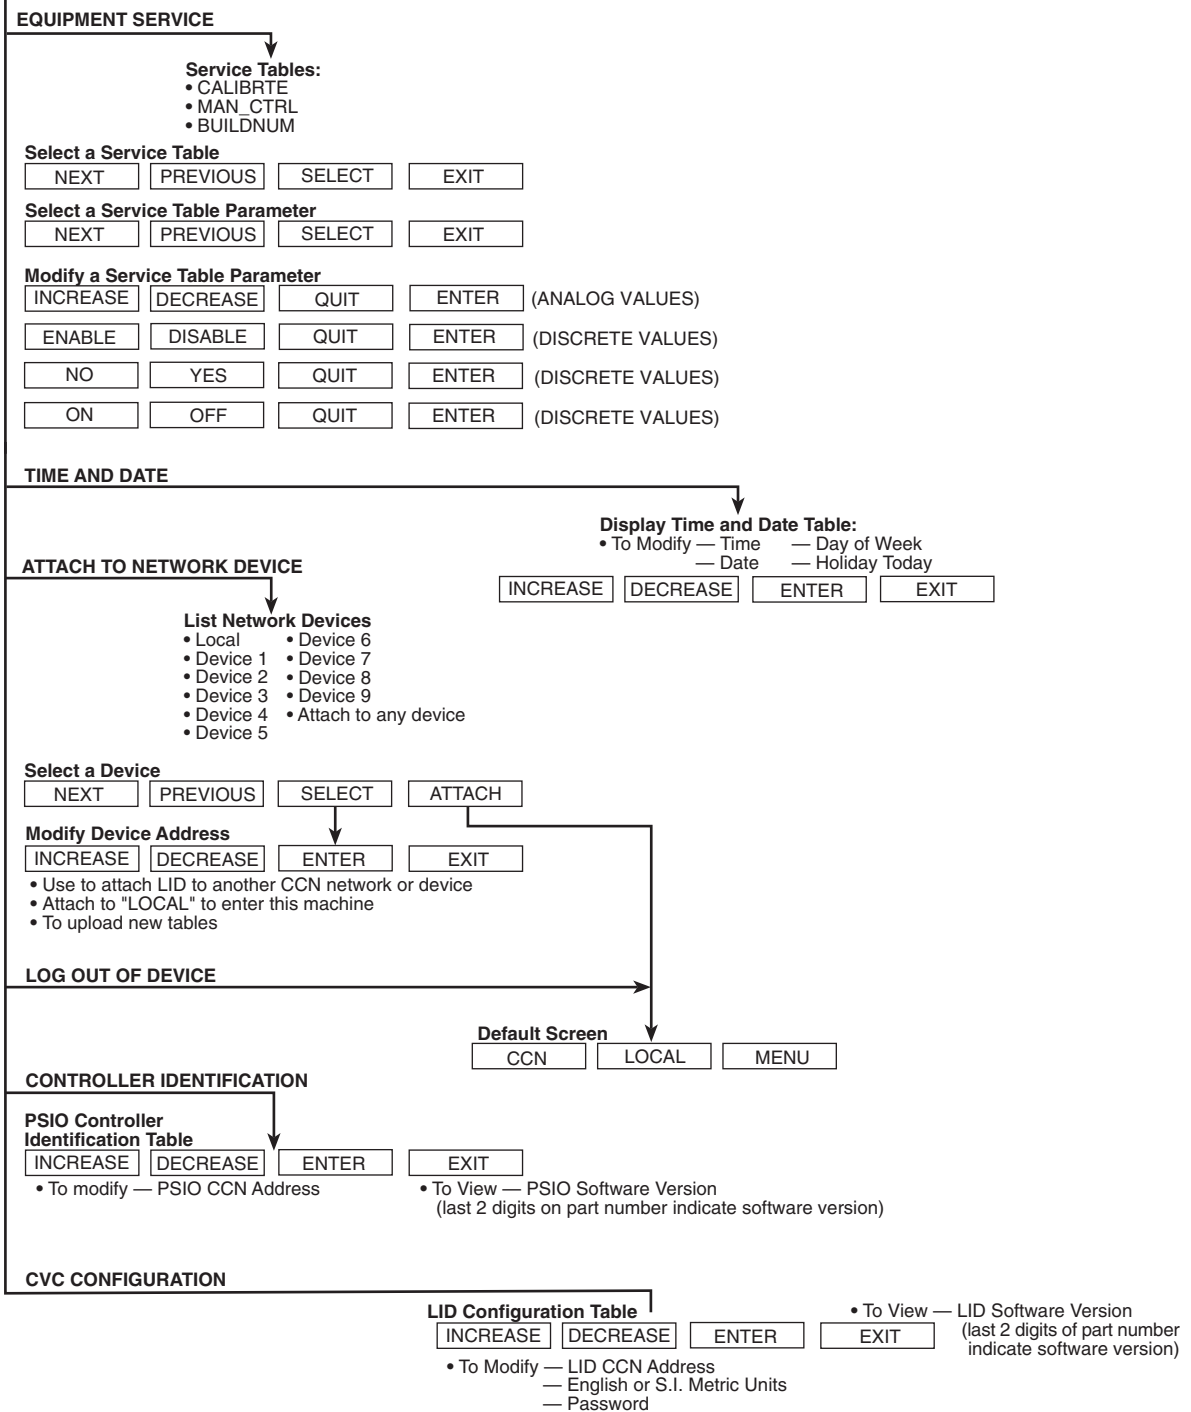 EQUIPMENT SERVICE
Service Tables:
• CALIBRTE
• MAN_CTRL
• BUILDNUM
Select a Service Table
NEXT PREVIOUS SELECT EXIT
Select a Service Table Parameter
NEXT PREVIOUS SELECT EXIT
Modify a Service Table Parameter
INCREASE DECREASE QUIT ENTER (ANALOG VALUES)
ENABLE DISABLE QUIT ENTER (DISCRETE VALUES)
NO YES QUIT ENTER (DISCRETE VALUES)
ON OFF QUIT ENTER (DISCRETE VALUES)
TIME AND DATE
Display Time and Date Table:
• To Modify — Time — Day of Week
— Date — Holiday Today
INCREASE DECREASE ENTER EXIT
ATTACH TO NETWORK DEVICE
List Network Devices
• Local • Device 6
• Device 1 • Device 7
• Device 2 • Device 8
• Device 3 • Device 9
• Device 4 • Attach to any device
• Device 5
Select a Device
NEXT PREVIOUS SELECT ATTACH
Modify Device Address
INCREASE DECREASE ENTER EXIT
• Use to attach LID to another CCN network or device
• Attach to "LOCAL" to enter this machine
• To upload new tables
LOG OUT OF DEVICE
Default Screen
CCN LOCAL MENU
CONTROLLER IDENTIFICATION
PSIO Controller
Identification Table
INCREASE DECREASE ENTER EXIT
• To modify — PSIO CCN Address • To View — PSIO Software Version
(last 2 digits on part number indicate software version)
CVC CONFIGURATION
LID Configuration Table
INCREASE DECREASE ENTER EXIT
• To View — LID Software Version
(last 2 digits of part number
indicate software version)
• To Modify — LID CCN Address
— English or S.I. Metric Units
— Password